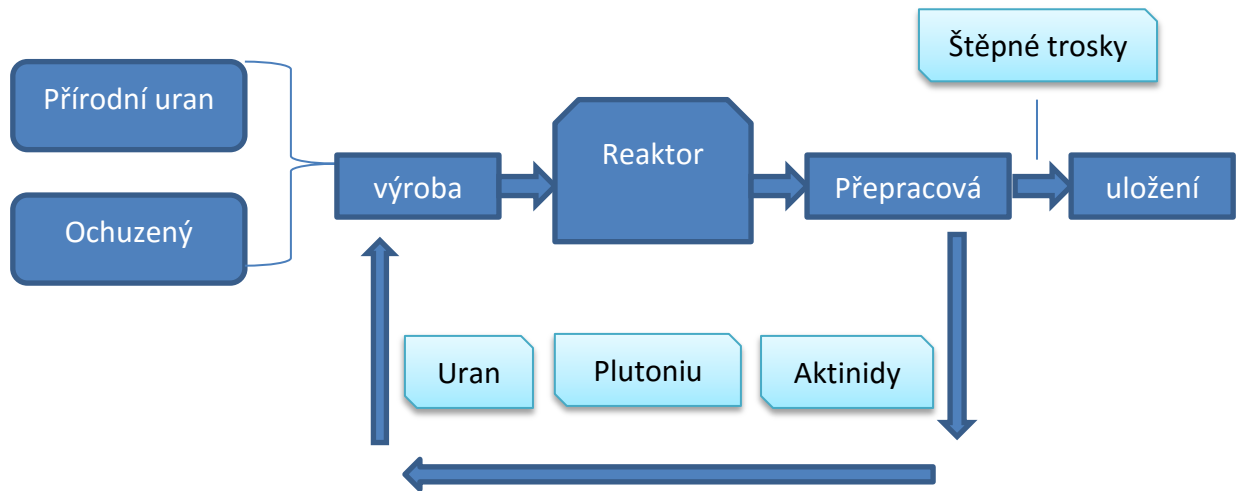 Štěpné trosky
Přírodní uran
Ochuzený
výroba
Reaktor
Přepracová
uložení
Uran
Plutoniu
Aktinidy